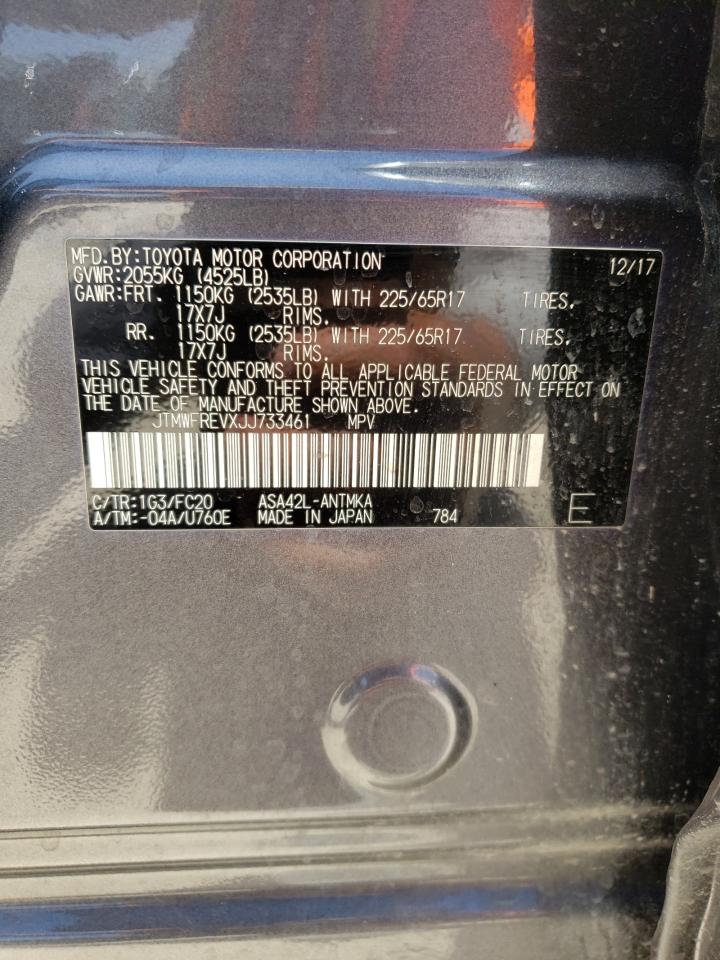 MFD.BY:TOYOTA MOTOR CORPORATION 12/17
GVWR:2055KG (4525LB)
GAWR:FRT. 1150KG (2535LB) WITH 225/65R17 TIRES.
17X7J RIMS.
RR. 1150KG (2535LB) WITH 225/65R17 TIRES.
17X7J RIMS.
THIS VEHICLE CONFORMS TO ALL APPLICABLE FEDERAL MOTOR
VEHICLE SAFETY AND THEFT PREVENTION STANDARDS IN EFFECT ON
THE DATE OF MANUFACTURE SHOWN ABOVE.
JTMWFREVXJJ733461 MPV
C/TR:1G3/FC20 ASA42L-ANTMKA
A/TM:-04A/U760E MADE IN JAPAN 784 E